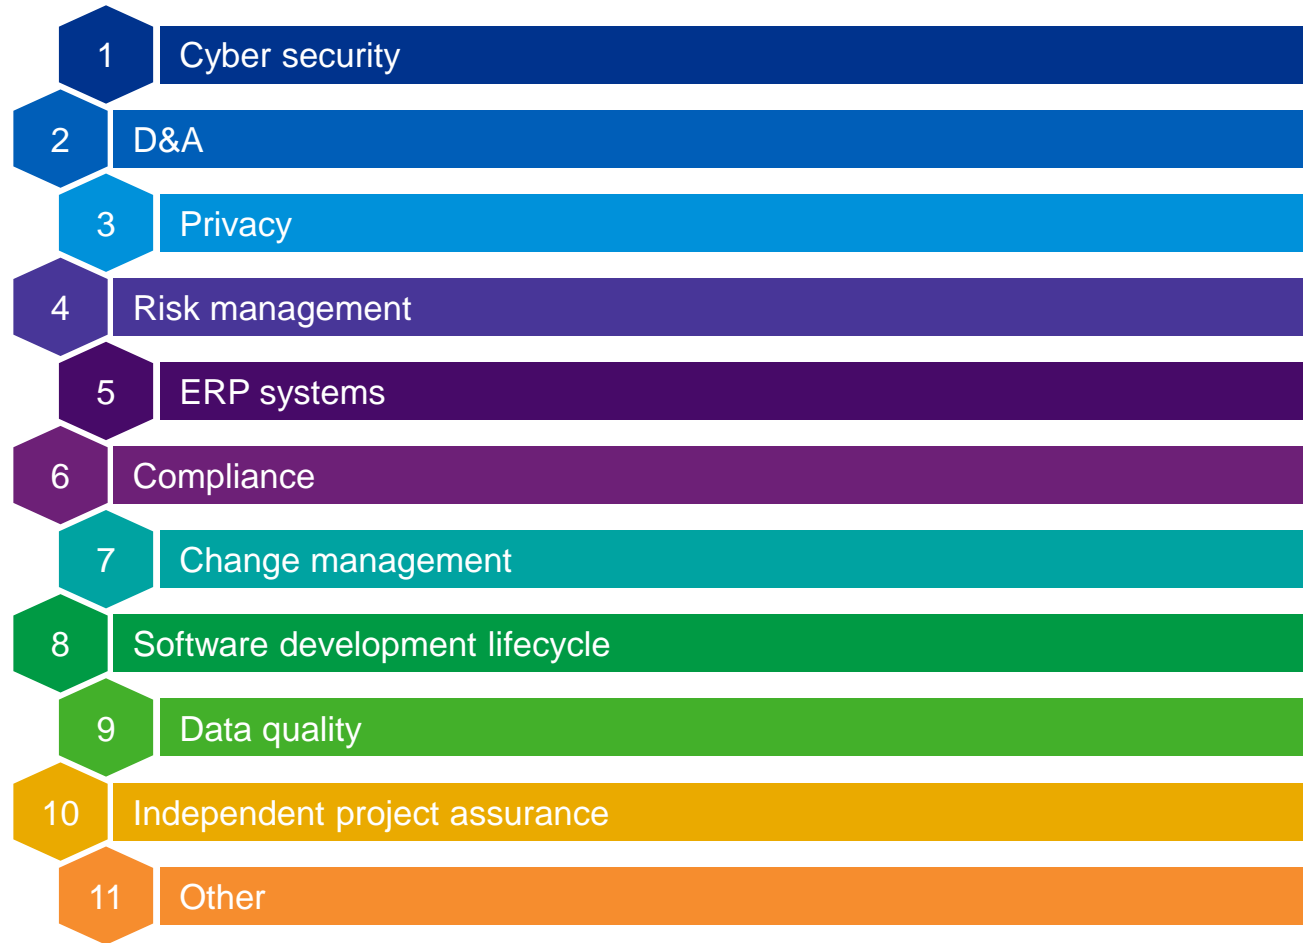 1 Cyber security
2 D&A
3 Privacy
4 Risk management
5 ERP systems
6 Compliance
7 Change management
8 Software development lifecycle
9 Data quality
10 Independent project assurance
11 Other